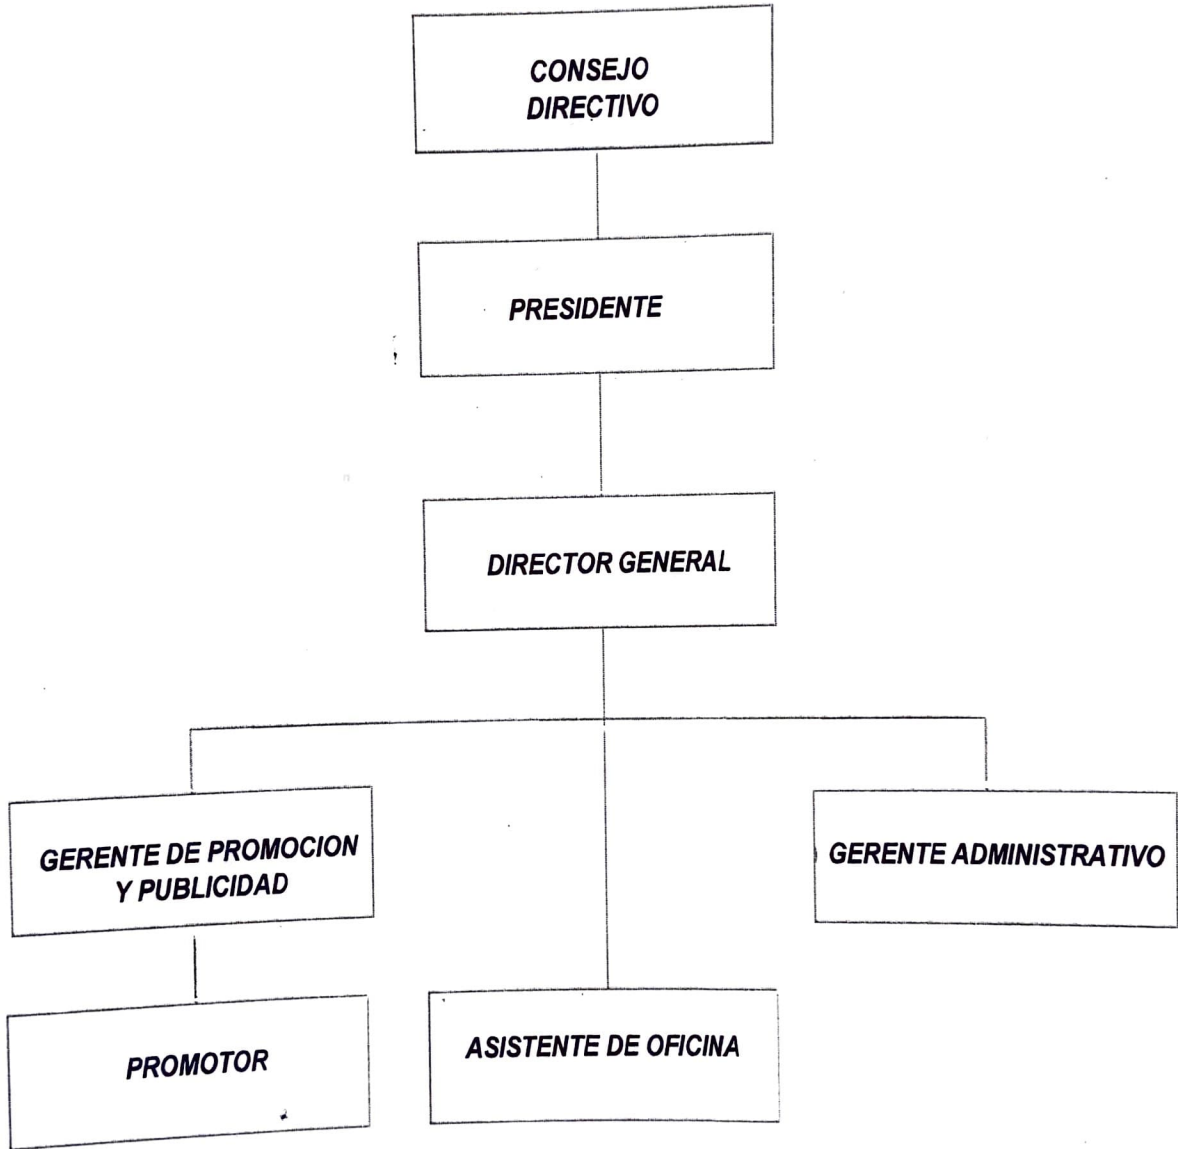 CONSEJO
DIRECTIVO
PRESIDENTE
DIRECTOR GENERAL
GERENTE DE PROMOCION
Y PUBLICIDAD
GERENTE ADMINISTRATIVO
PROMOTOR
ASISTENTE DE OFICINA